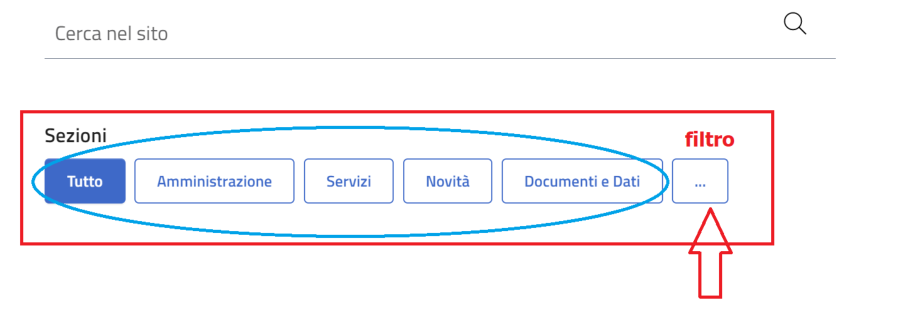 Cerca nel sito
Sezioni
filtro
Tutto Amministrazione Servizi Novità Documenti e Dati ...